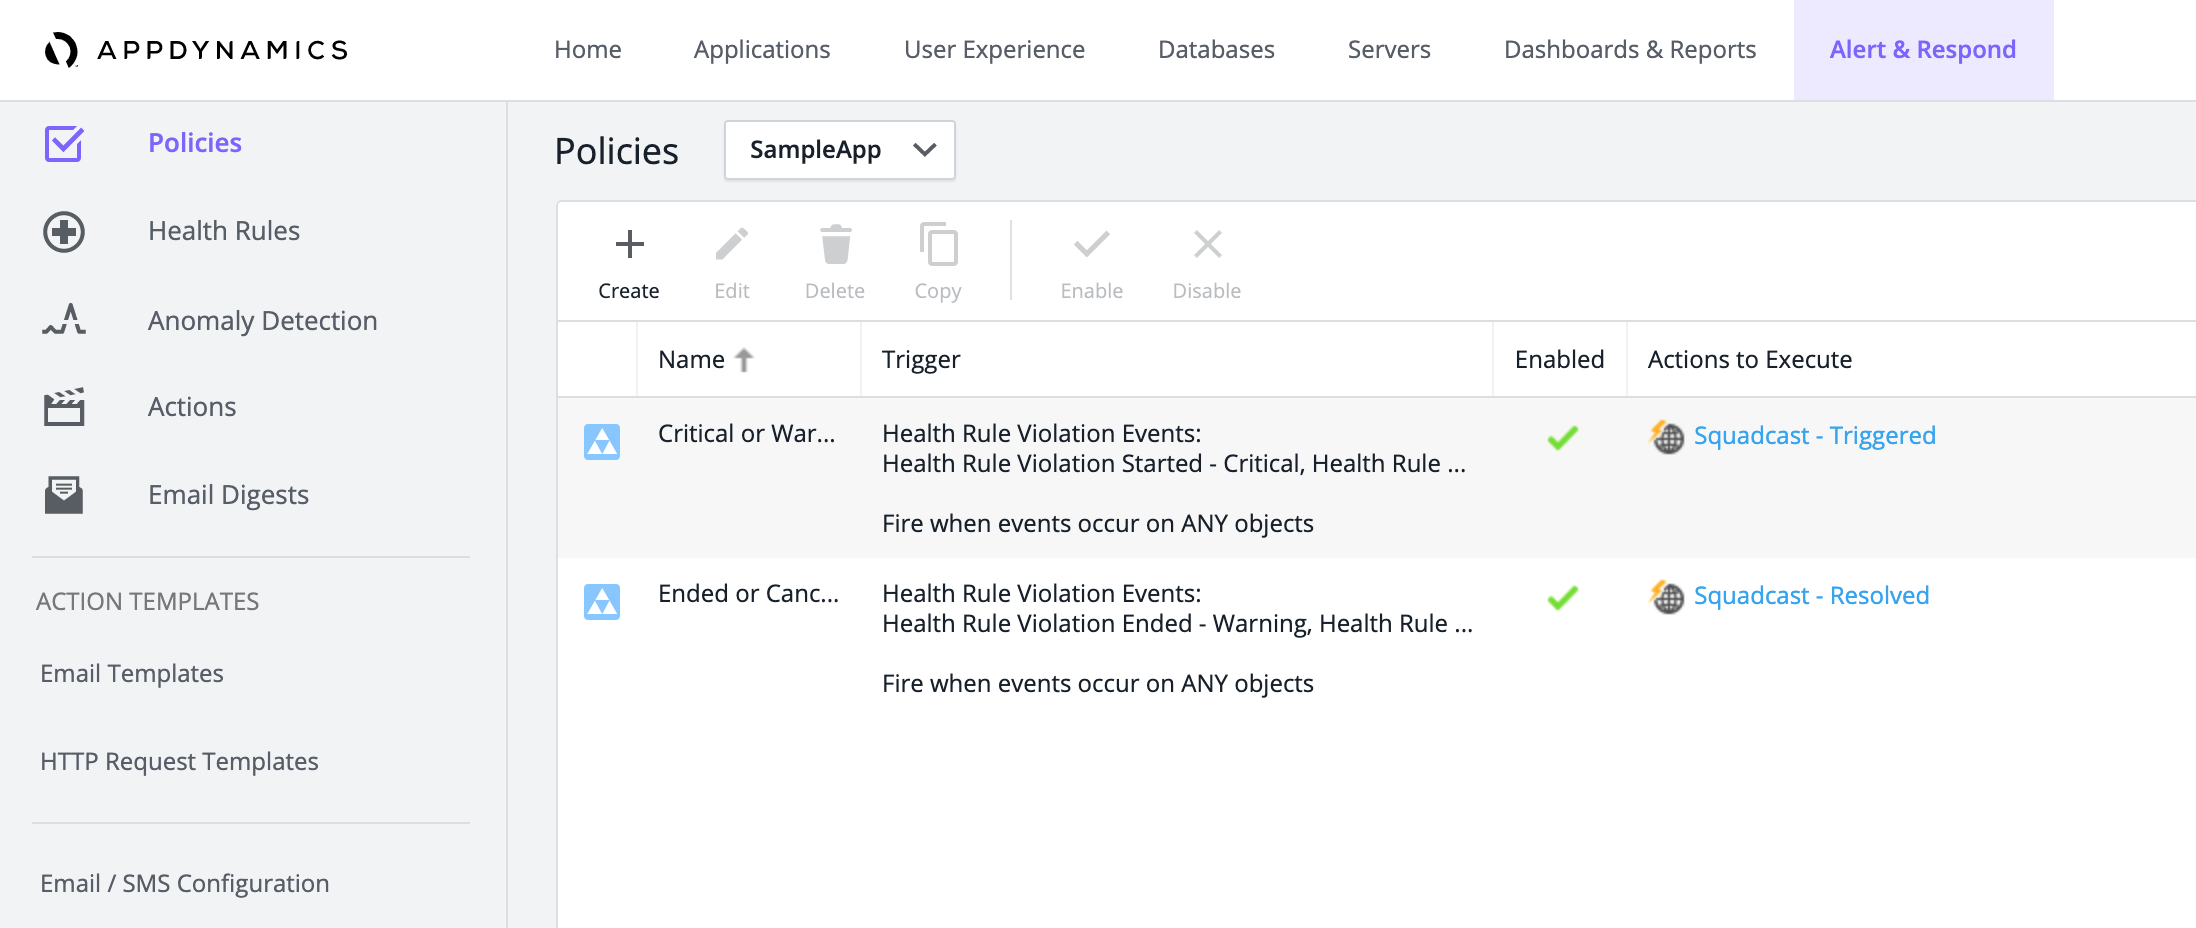 APPDYNAMICS
Home Applications User Experience Databases Servers Dashboards & Reports Alert & Respond
Policies
Health Rules
Anomaly Detection
Actions
Email Digests
ACTION TEMPLATES
Email Templates
HTTP Request Templates
Email / SMS Configuration
Policies SampleApp
Create Edit Delete Copy Enable Disable
Name Trigger Enabled Actions to Execute
Critical or War... Health Rule Violation Events: Squadcast - Triggered
Health Rule Violation Started - Critical, Health Rule ...
Fire when events occur on ANY objects
Ended or Canc... Health Rule Violation Events: Squadcast - Resolved
Health Rule Violation Ended - Warning, Health Rule ...
Fire when events occur on ANY objects